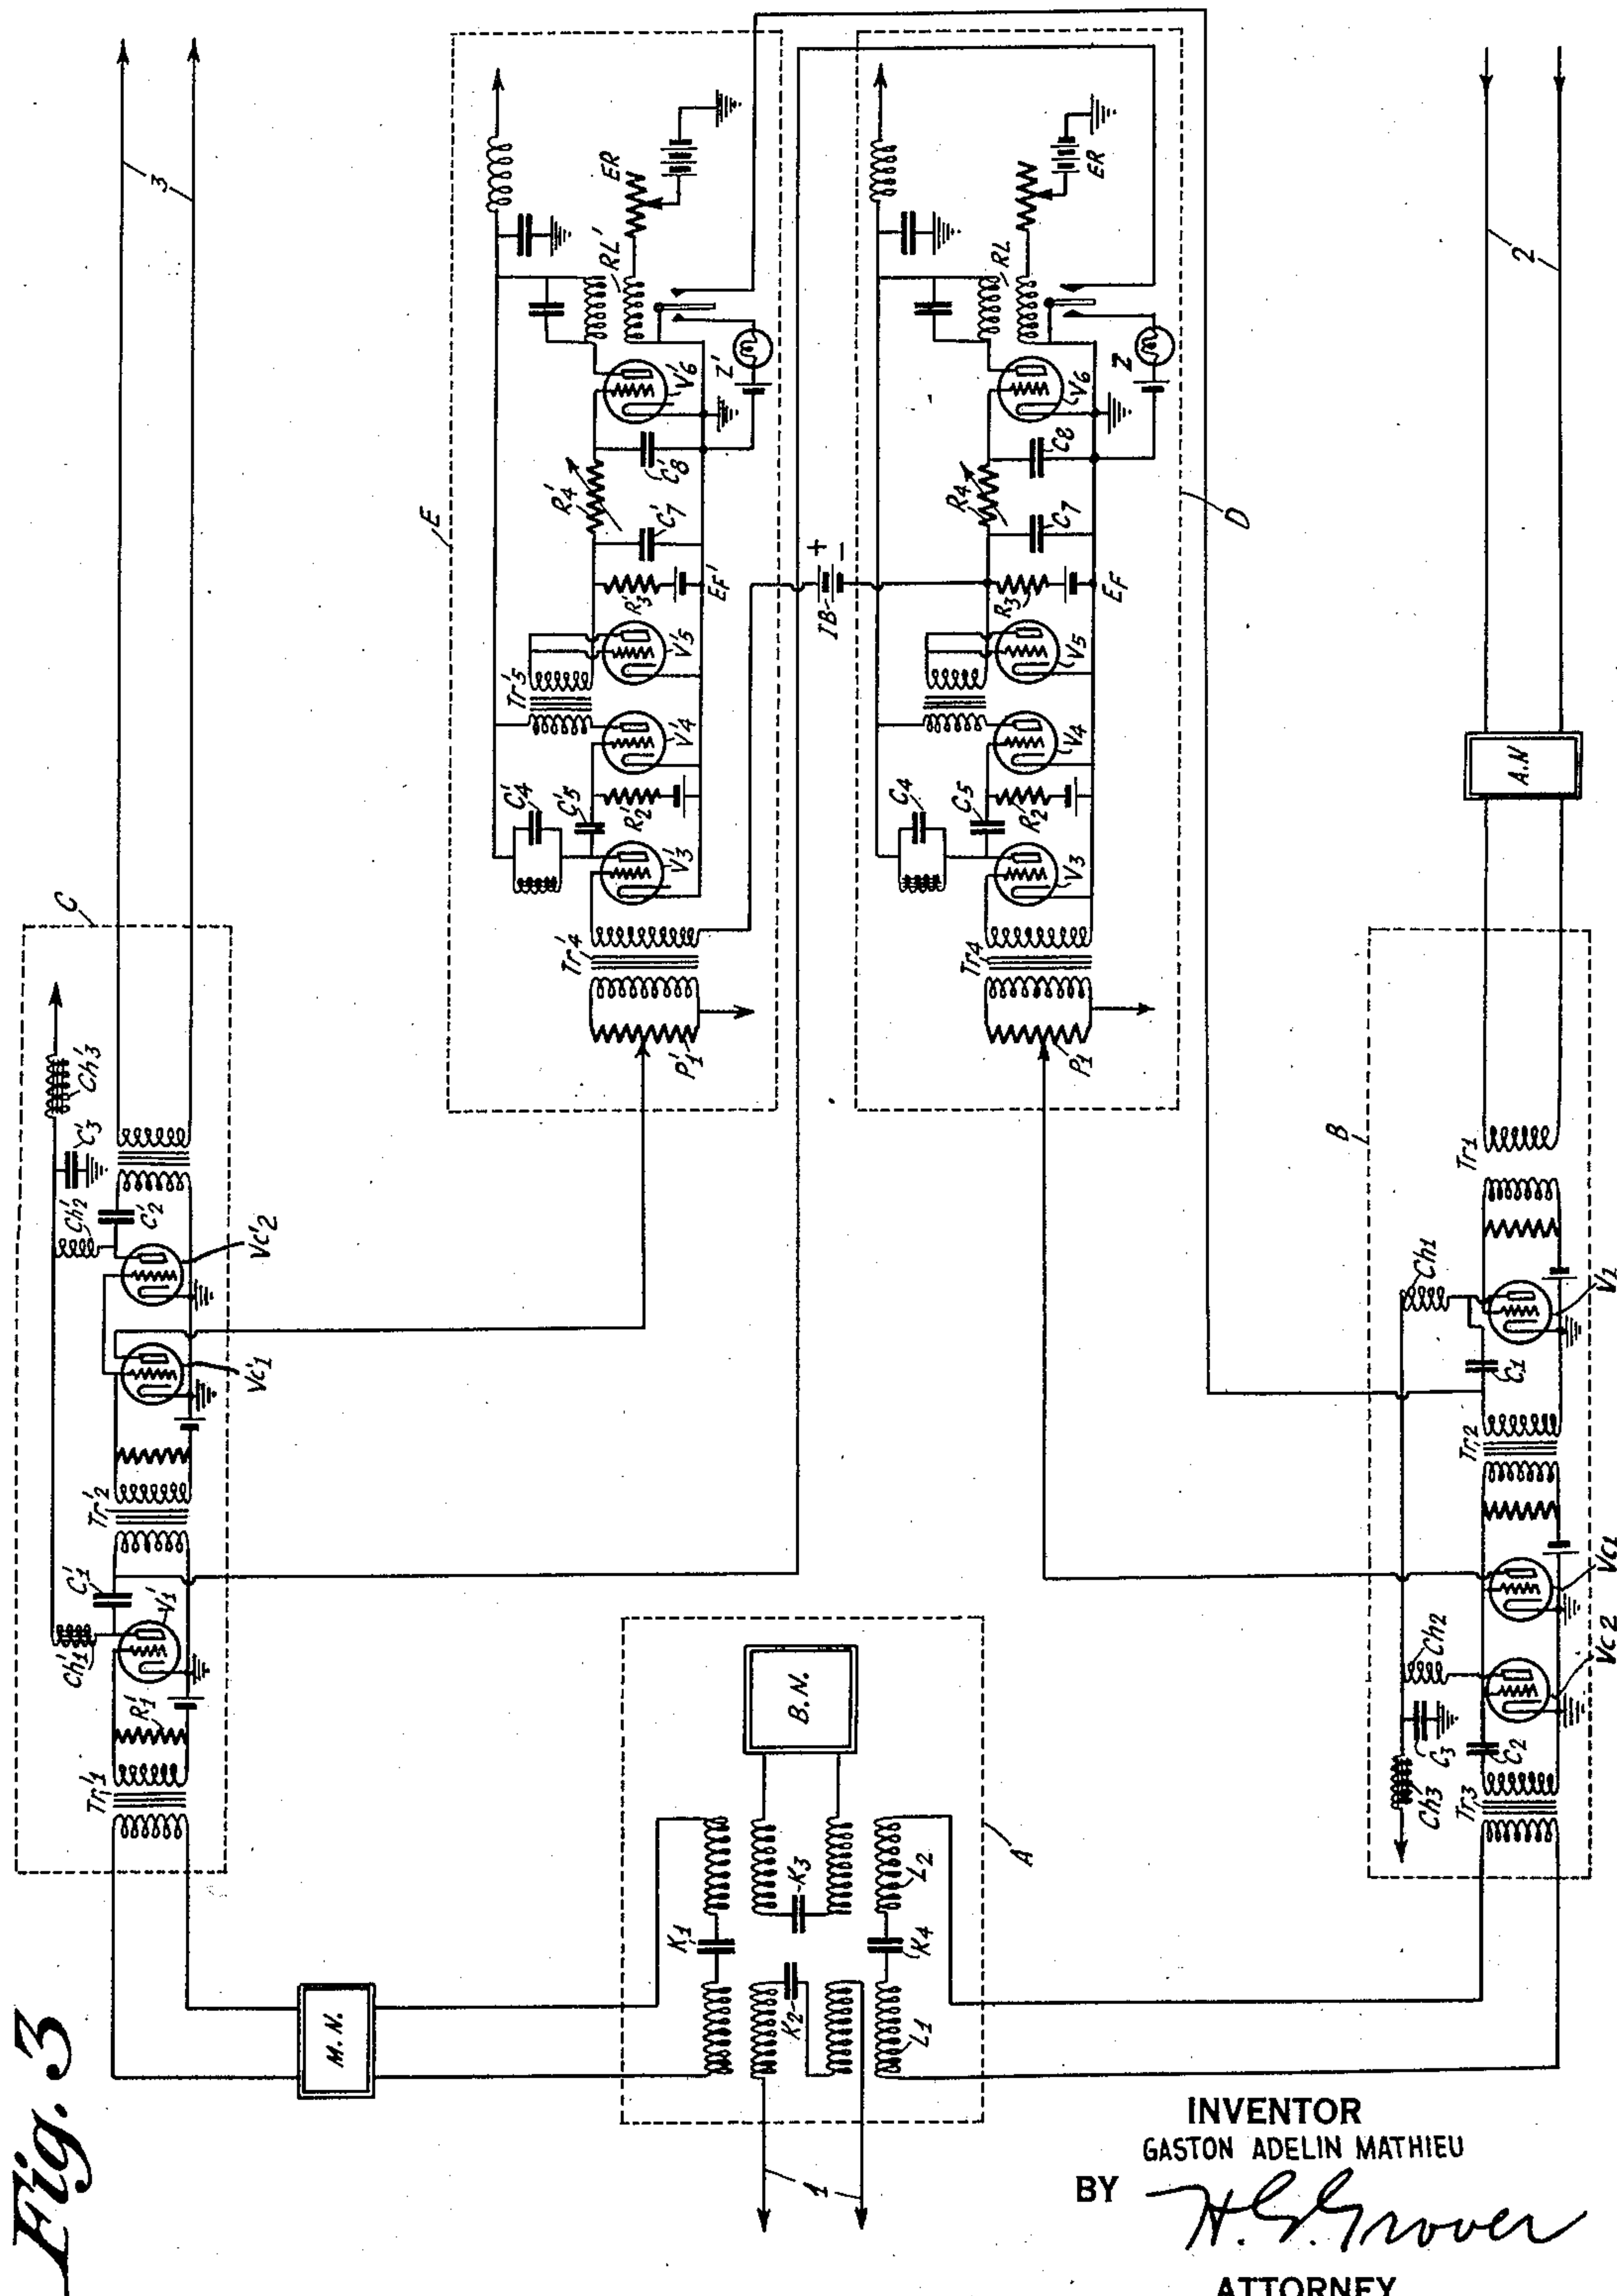 Fig. 3
C
3
Ch'3
C'3
Ch'2
C'2
Vc'2
Vc'1
Tr'2
C'1
V'1
Ch'1
R'1
Tr'1
M.N.
E
ER
RL'
V'6
Z'
C'8
R'4
C'7
EF'
R'3
V'5
Tr'5
V'4
C'4
C'5
R'2
V'3
Tr'4
P'1
IB
+
-
ER
RL
V6
Z
C8
R4
C7
EF
R3
V5
V4
C4
C5
R'2
V3
Tr4
P1
D
B.N.
K1
K3
K2
K4
L2
L1
A
1
2
A.N
B
Tr1
Ch1
V1
C1
Tr2
Vc1
Vc2
Ch2
C3
C2
Ch3
Tr3
INVENTOR
GASTON ADELIN MATHIEU
BY H. G. Grover
ATTORNEY